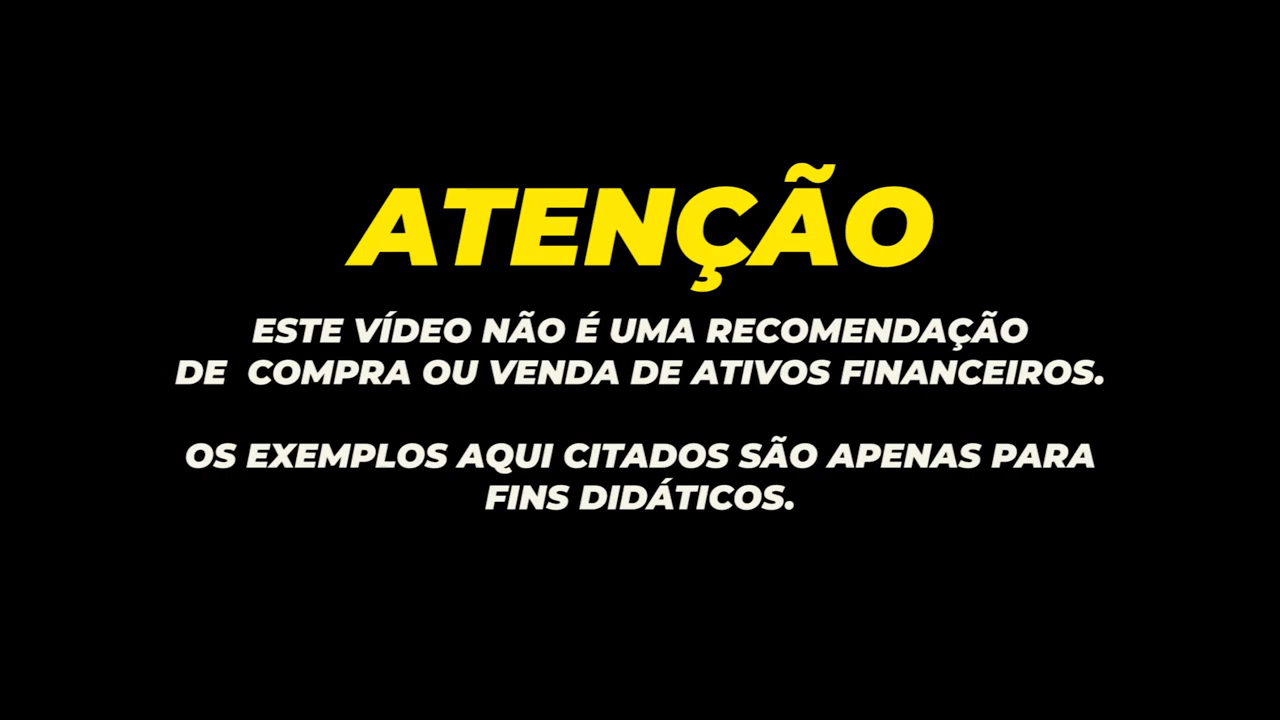 ATENÇÃO
ESTE VÍDEO NÃO É UMA RECOMENDAÇÃO
DE COMPRA OU VENDA DE ATIVOS FINANCEIROS.
OS EXEMPLOS AQUI CITADOS SÃO APENAS PARA
FINS DIDÁTICOS.